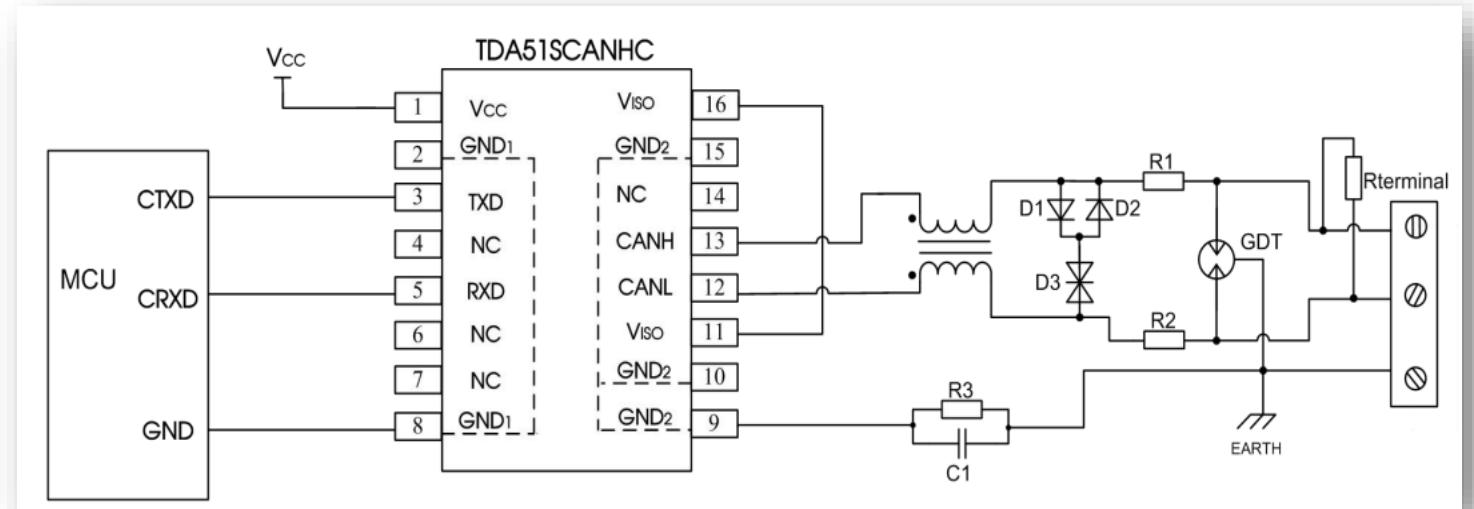 TDA51SCANHC
Vcc
1 Vcc
2 GND1
3 TXD
4 NC
5 RXD
6 NC
7 NC
8 GND1
VISO 16
GND2 15
NC 14
CANH 13
CANL 12
VISO 11
GND2 10
GND2 9
MCU
CTXD
CRXD
GND
D1
D2
D3
R1
R2
GDT
Rterminal
R3
C1
EARTH